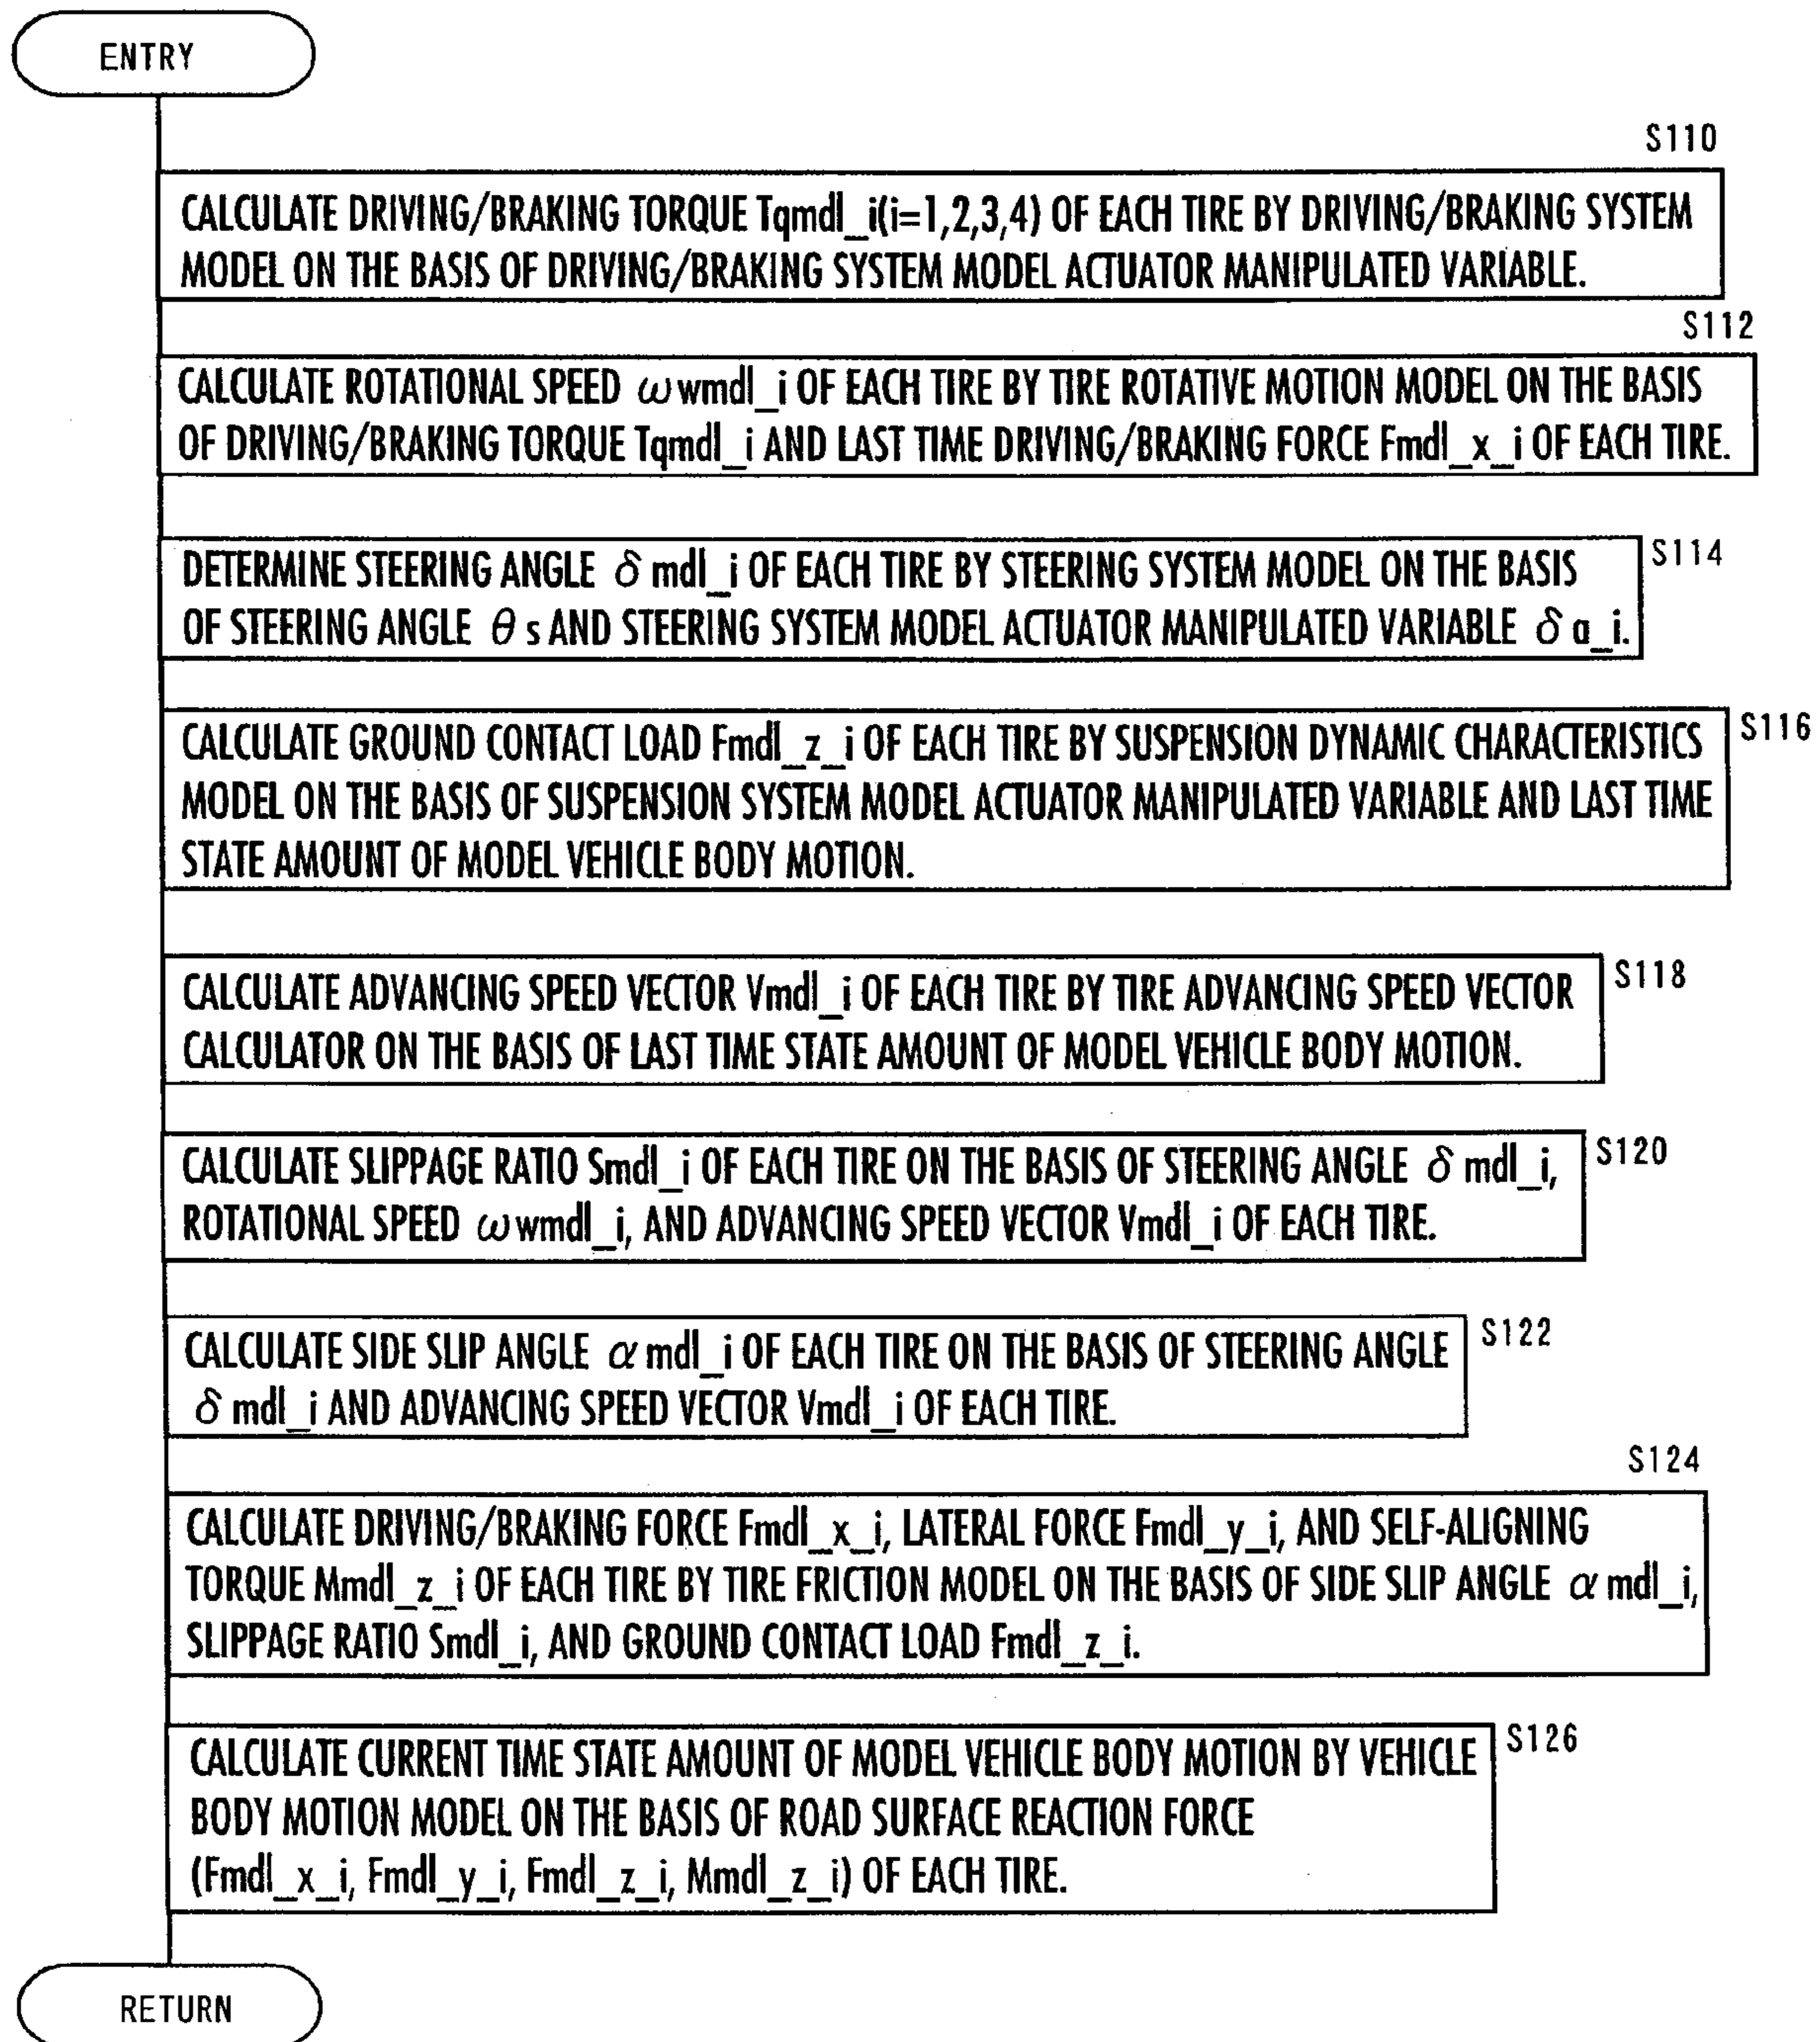 ENTRY
S110
CALCULATE DRIVING/BRAKING TORQUE Tqmdl_i(i=1,2,3,4) OF EACH TIRE BY DRIVING/BRAKING SYSTEM
MODEL ON THE BASIS OF DRIVING/BRAKING SYSTEM MODEL ACTUATOR MANIPULATED VARIABLE.
S112
CALCULATE ROTATIONAL SPEED ωwmdl_i OF EACH TIRE BY TIRE ROTATIVE MOTION MODEL ON THE BASIS
OF DRIVING/BRAKING TORQUE Tqmdl_i AND LAST TIME DRIVING/BRAKING FORCE Fmdl_x_i OF EACH TIRE.
S114
DETERMINE STEERING ANGLE δ mdl_i OF EACH TIRE BY STEERING SYSTEM MODEL ON THE BASIS
OF STEERING ANGLE θ s AND STEERING SYSTEM MODEL ACTUATOR MANIPULATED VARIABLE δ a_i.
S116
CALCULATE GROUND CONTACT LOAD Fmdl_z_i OF EACH TIRE BY SUSPENSION DYNAMIC CHARACTERISTICS
MODEL ON THE BASIS OF SUSPENSION SYSTEM MODEL ACTUATOR MANIPULATED VARIABLE AND LAST TIME
STATE AMOUNT OF MODEL VEHICLE BODY MOTION.
S118
CALCULATE ADVANCING SPEED VECTOR Vmdl_i OF EACH TIRE BY TIRE ADVANCING SPEED VECTOR
CALCULATOR ON THE BASIS OF LAST TIME STATE AMOUNT OF MODEL VEHICLE BODY MOTION.
S120
CALCULATE SLIPPAGE RATIO Smdl_i OF EACH TIRE ON THE BASIS OF STEERING ANGLE δ mdl_i,
ROTATIONAL SPEED ωwmdl_i, AND ADVANCING SPEED VECTOR Vmdl_i OF EACH TIRE.
S122
CALCULATE SIDE SLIP ANGLE α mdl_i OF EACH TIRE ON THE BASIS OF STEERING ANGLE
δ mdl_i AND ADVANCING SPEED VECTOR Vmdl_i OF EACH TIRE.
S124
CALCULATE DRIVING/BRAKING FORCE Fmdl_x_i, LATERAL FORCE Fmdl_y_i, AND SELF-ALIGNING
TORQUE Mmdl_z_i OF EACH TIRE BY TIRE FRICTION MODEL ON THE BASIS OF SIDE SLIP ANGLE α mdl_i,
SLIPPAGE RATIO Smdl_i, AND GROUND CONTACT LOAD Fmdl_z_i.
S126
CALCULATE CURRENT TIME STATE AMOUNT OF MODEL VEHICLE BODY MOTION BY VEHICLE
BODY MOTION MODEL ON THE BASIS OF ROAD SURFACE REACTION FORCE
(Fmdl_x_i, Fmdl_y_i, Fmdl_z_i, Mmdl_z_i) OF EACH TIRE.
RETURN